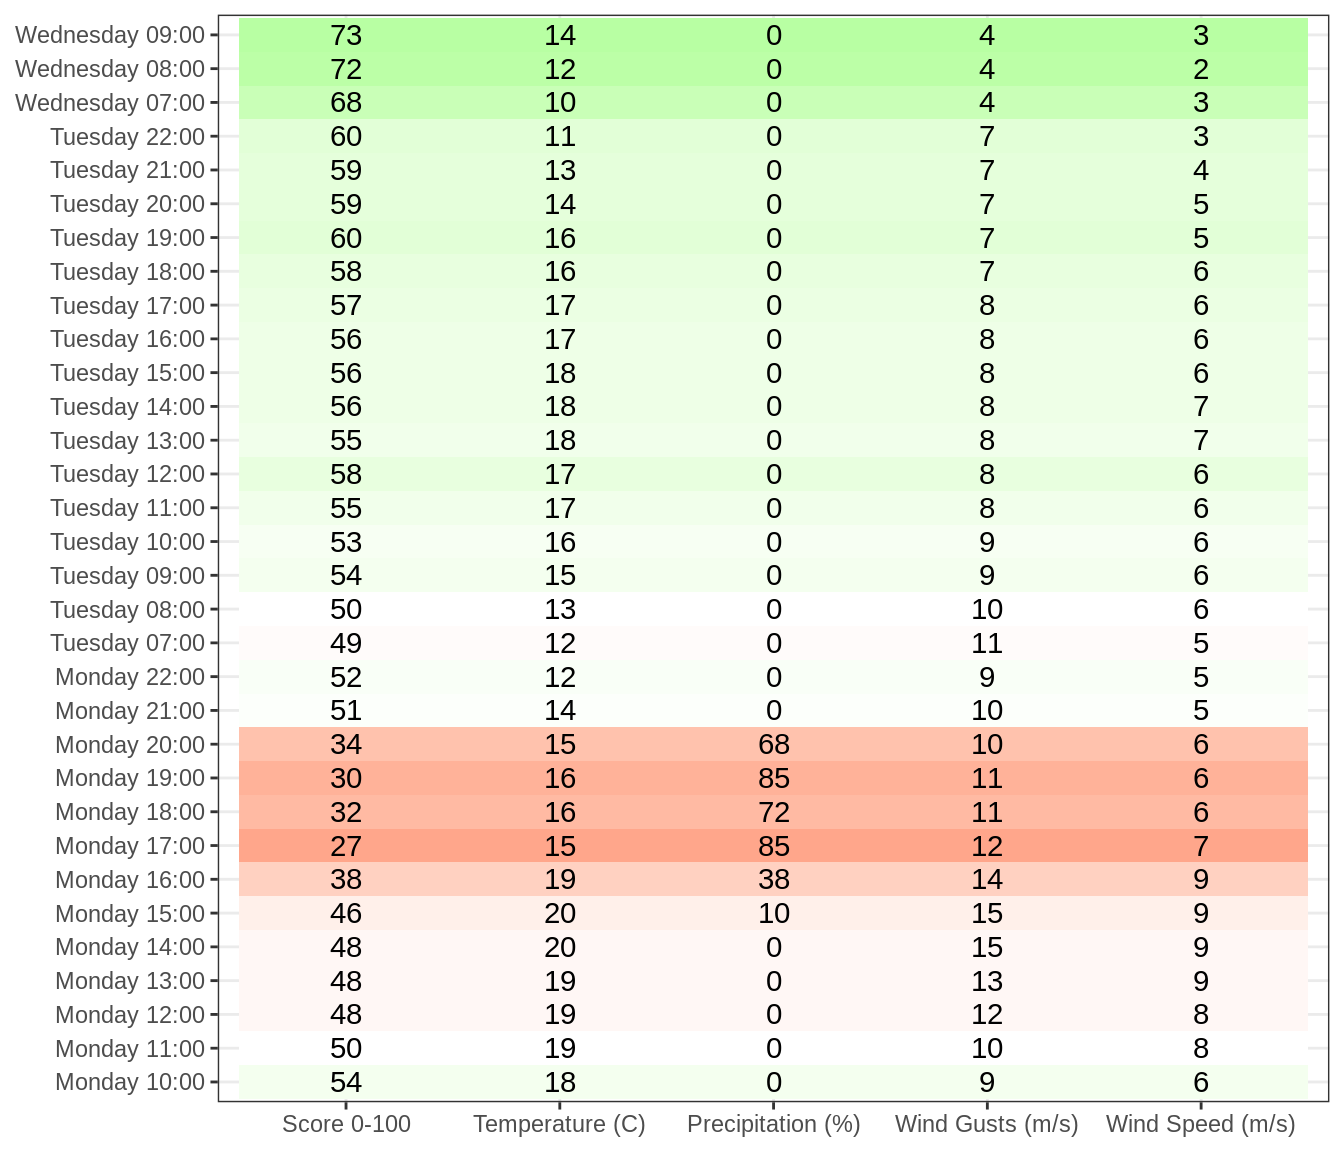 Wednesday 09:00 73 14 0 4 3
Wednesday 08:00 72 12 0 4 2
Wednesday 07:00 68 10 0 4 3
Tuesday 22:00 60 11 0 7 3
Tuesday 21:00 59 13 0 7 4
Tuesday 20:00 59 14 0 7 5
Tuesday 19:00 60 16 0 7 5
Tuesday 18:00 58 16 0 7 6
Tuesday 17:00 57 17 0 8 6
Tuesday 16:00 56 17 0 8 6
Tuesday 15:00 56 18 0 8 6
Tuesday 14:00 56 18 0 8 7
Tuesday 13:00 55 18 0 8 7
Tuesday 12:00 58 17 0 8 6
Tuesday 11:00 55 17 0 8 6
Tuesday 10:00 53 16 0 9 6
Tuesday 09:00 54 15 0 9 6
Tuesday 08:00 50 13 0 10 6
Tuesday 07:00 49 12 0 11 5
Monday 22:00 52 12 0 9 5
Monday 21:00 51 14 0 10 5
Monday 20:00 34 15 68 10 6
Monday 19:00 30 16 85 11 6
Monday 18:00 32 16 72 11 6
Monday 17:00 27 15 85 12 7
Monday 16:00 38 19 38 14 9
Monday 15:00 46 20 10 15 9
Monday 14:00 48 20 0 15 9
Monday 13:00 48 19 0 13 9
Monday 12:00 48 19 0 12 8
Monday 11:00 50 19 0 10 8
Monday 10:00 54 18 0 9 6
Score 0-100 Temperature (C) Precipitation (%) Wind Gusts (m/s) Wind Speed (m/s)